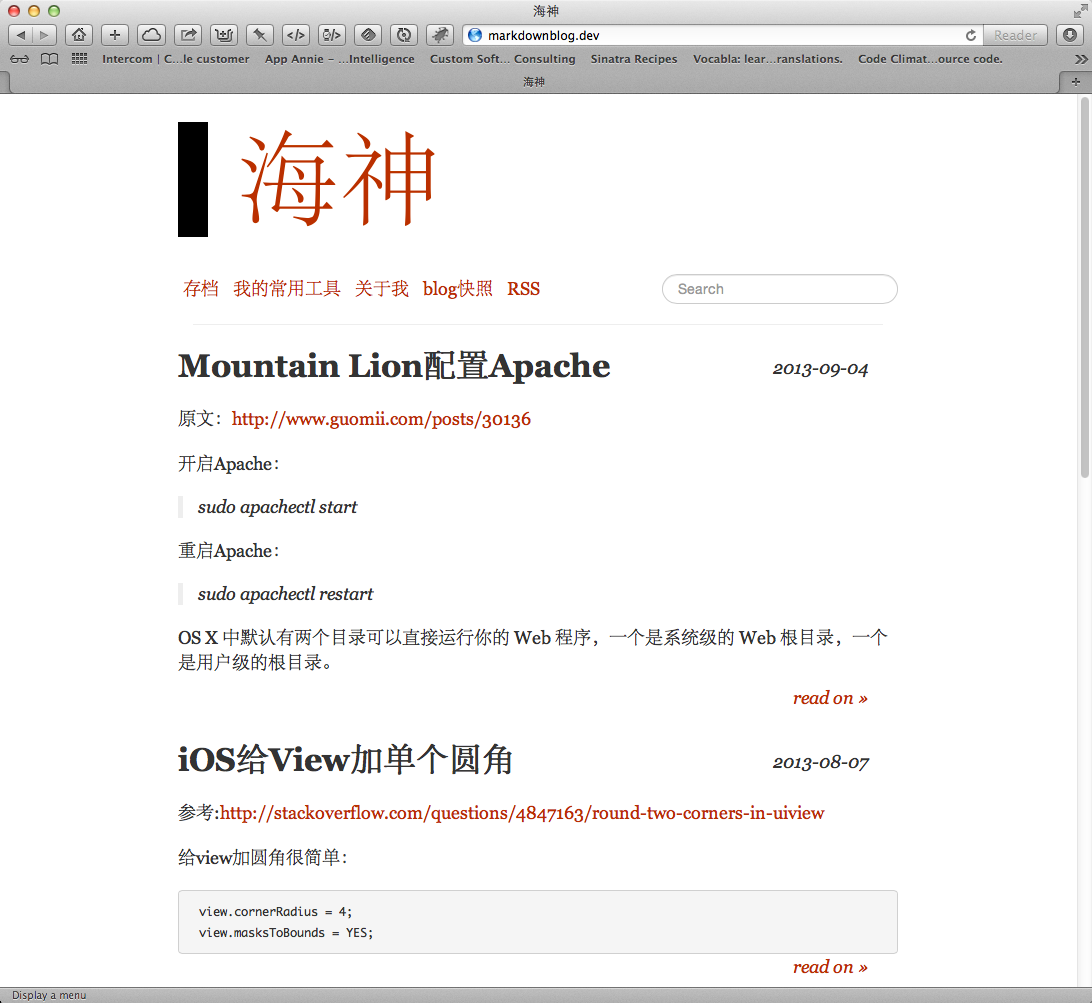 海神
markdownblog.dev
Reader
Intercom | C...le customer
App Annie – ...Intelligence
Custom Soft... Consulting
Sinatra Recipes
Vocabla: lear...ranslations.
Code Climat...ource code.
海神
海神
存档 我的常用工具 关于我 blog快照 RSS
Search
Mountain Lion配置Apache
2013-09-04
原文：http://www.guomii.com/posts/30136
开启Apache：
sudo apachectl start
重启Apache：
sudo apachectl restart
OS X 中默认有两个目录可以直接运行你的 Web 程序，一个是系统级的 Web 根目录，一个
是用户级的根目录。
read on »
iOS给View加单个圆角
2013-08-07
参考:http://stackoverflow.com/questions/4847163/round-two-corners-in-uiview
给view加圆角很简单：
view.cornerRadius = 4;
view.masksToBounds = YES;
read on »
Display a menu